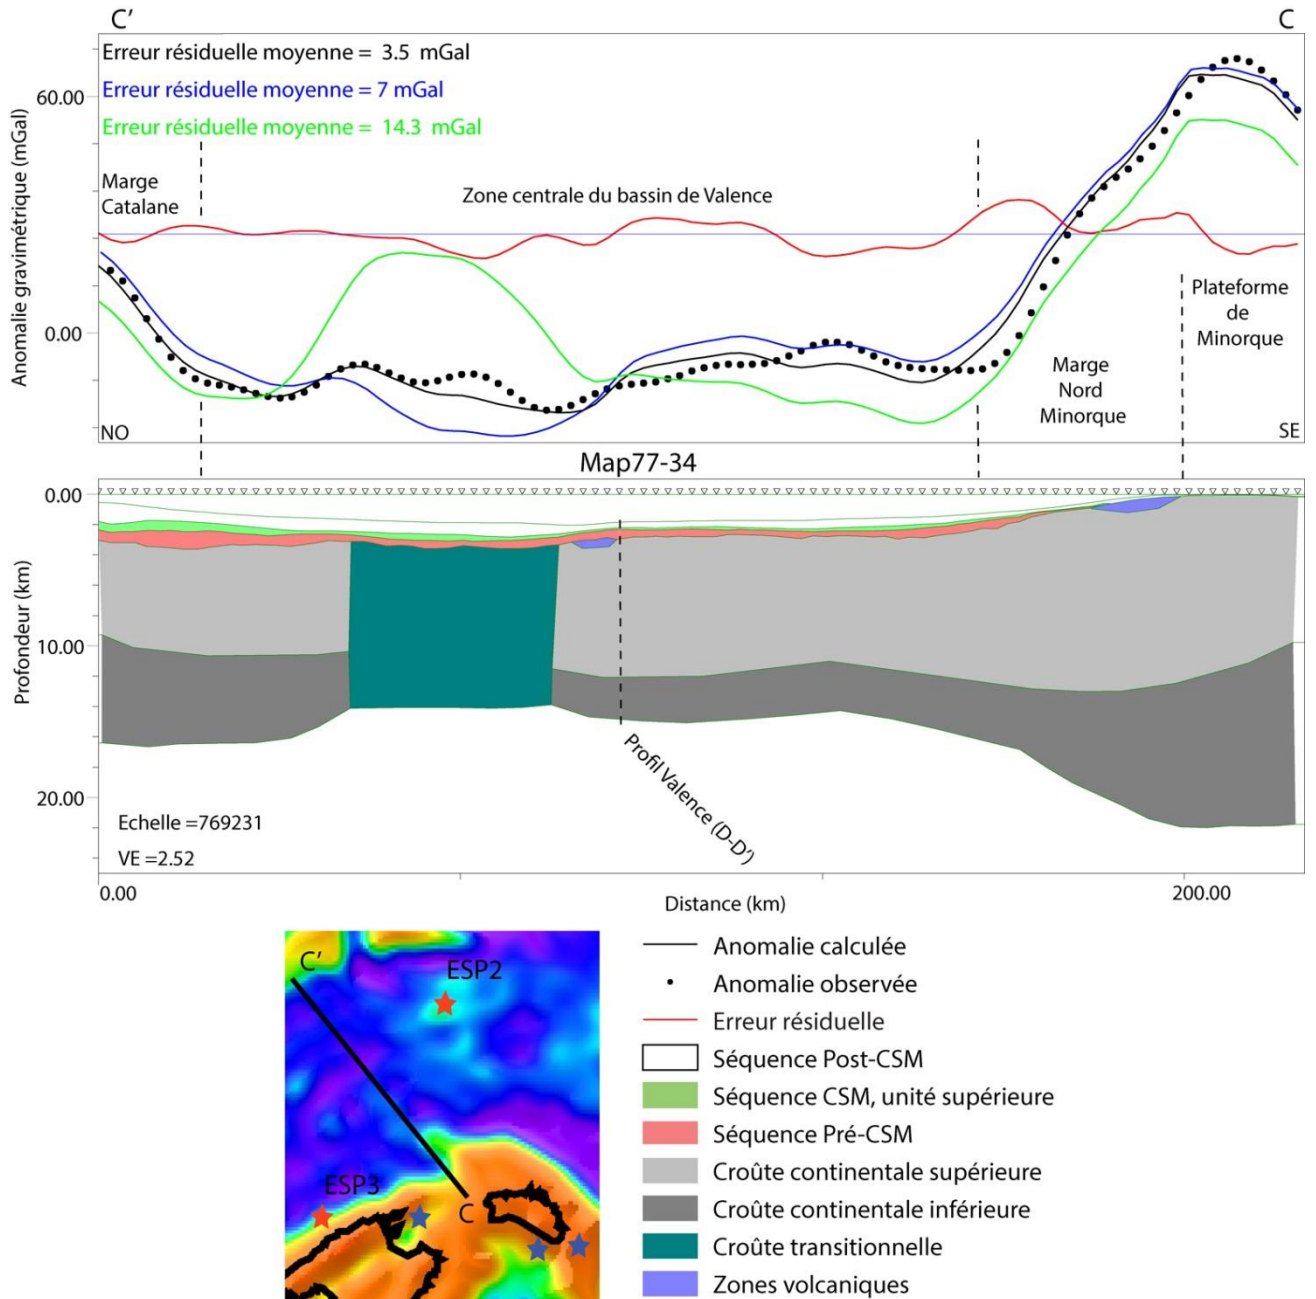 C’
C
Erreur résiduelle moyenne = 3.5 mGal
Erreur résiduelle moyenne = 7 mGal
Erreur résiduelle moyenne = 14.3 mGal
60.00
0.00
Anomalie gravimétrique (mGal)
Marge
Catalane
Zone centrale du bassin de Valence
Plateforme
de
Minorque
Marge
Nord
Minorque
NO
SE
Map77-34
0.00
10.00
20.00
Profondeur (km)
Profil Valence (D-D’)
Echelle =769231
VE =2.52
0.00
200.00
Distance (km)
C’
ESP2
ESP3
C
Anomalie calculée
Anomalie observée
Erreur résiduelle
Séquence Post-CSM
Séquence CSM, unité supérieure
Séquence Pré-CSM
Croûte continentale supérieure
Croûte continentale inférieure
Croûte transitionnelle
Zones volcaniques